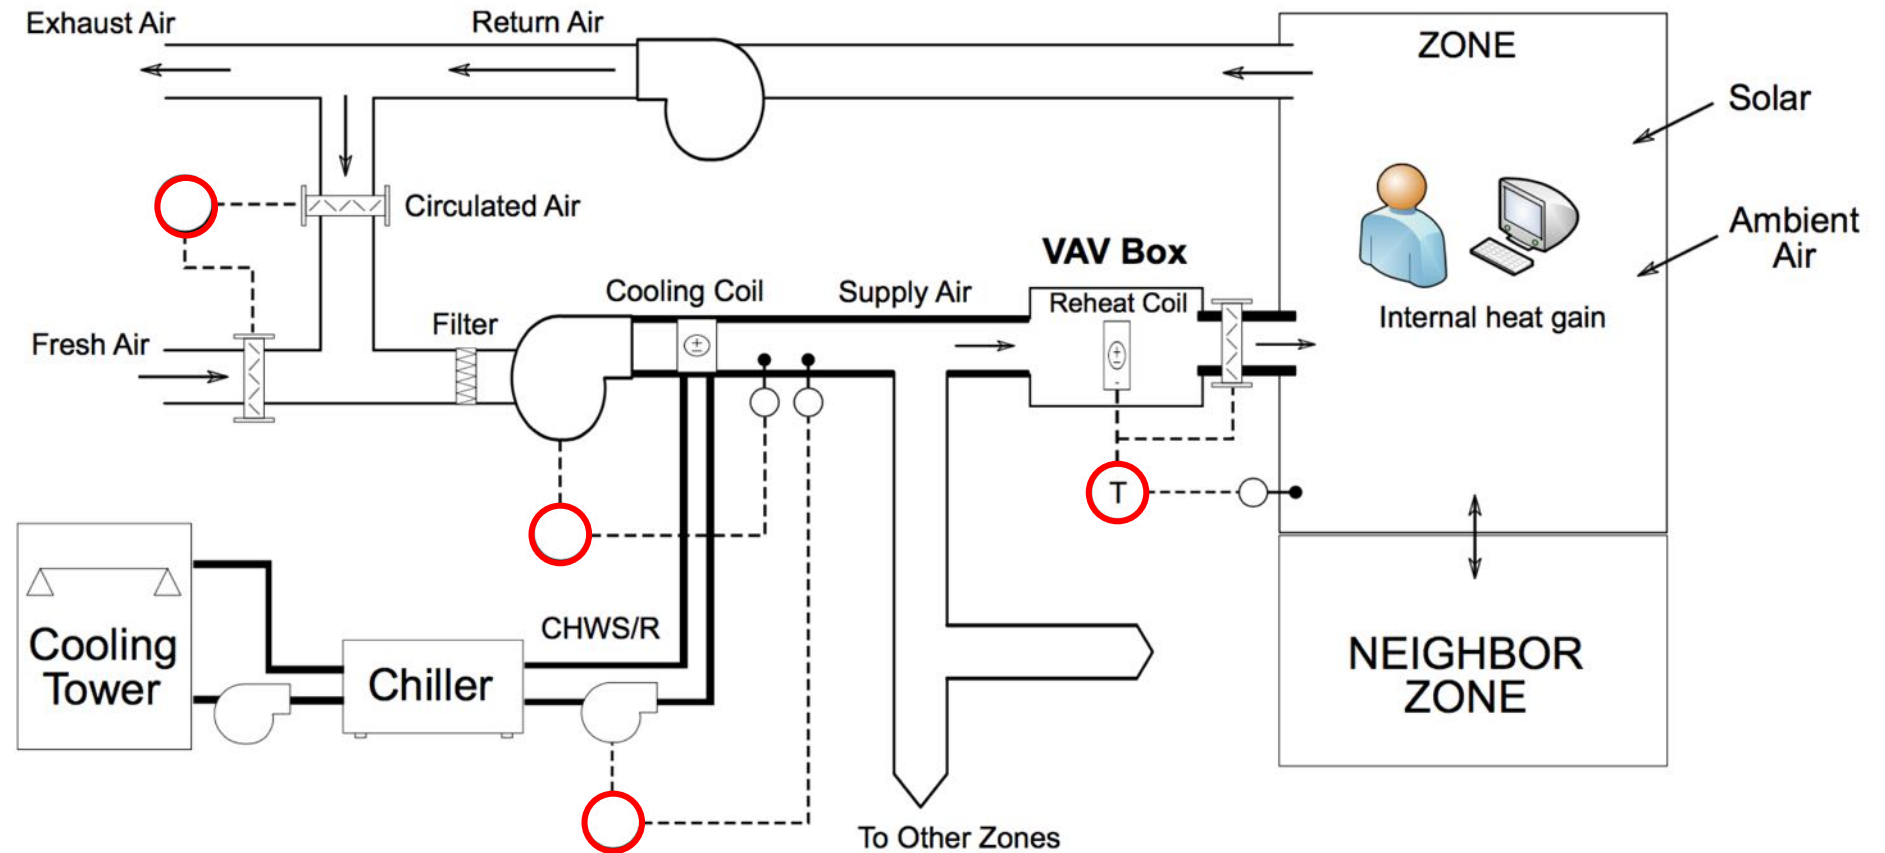 Exhaust Air
Return Air
ZONE
Solar
Circulated Air
Ambient
Air
VAV Box
Cooling Coil
Supply Air
Reheat Coil
Internal heat gain
Filter
Fresh Air
T
CHWS/R
Cooling
Tower
Chiller
NEIGHBOR
ZONE
To Other Zones